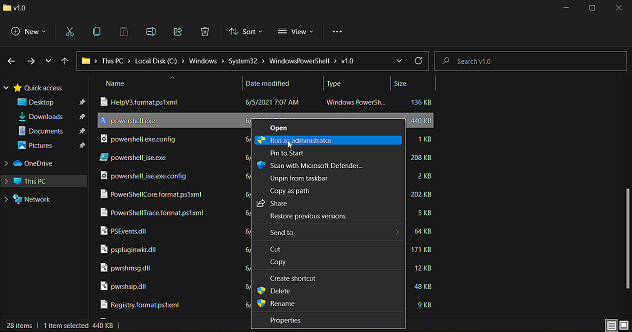 v1.0
New
Sort
View
This PC > Local Disk (C:) > Windows > System32 > WindowsPowerShell > v1.0
Search v1.0
Name Date modified Type Size
Quick access
Desktop
Downloads
Documents
Pictures
OneDrive
This PC
Network
HelpV3.format.ps1xml 6/5/2021 7:07 AM Windows PowerSh... 136 KB
powershell.exe 6/ 440 KB
powershell.exe.config 6/ 1 KB
powershell_ise.exe 6/ 208 KB
powershell_ise.exe.config 6/ 2 KB
PowerShellCore.format.ps1xml 6/ 202 KB
PowerShellTrace.format.ps1xml 6/ 5 KB
PSEvents.dll 6/ 64 KB
pspluginwkr.dll 6/ 171 KB
pwrshmsg.dll 6/ 12 KB
pwrshsip.dll 6/ 48 KB
Registry.format.ps1xml 6/ 9 KB
Open
Run as administrator
Pin to Start
Scan with Microsoft Defender...
Unpin from taskbar
Copy as path
Share
Restore previous versions
Send to
Cut
Copy
Create shortcut
Delete
Rename
Properties
28 items 1 item selected 440 KB